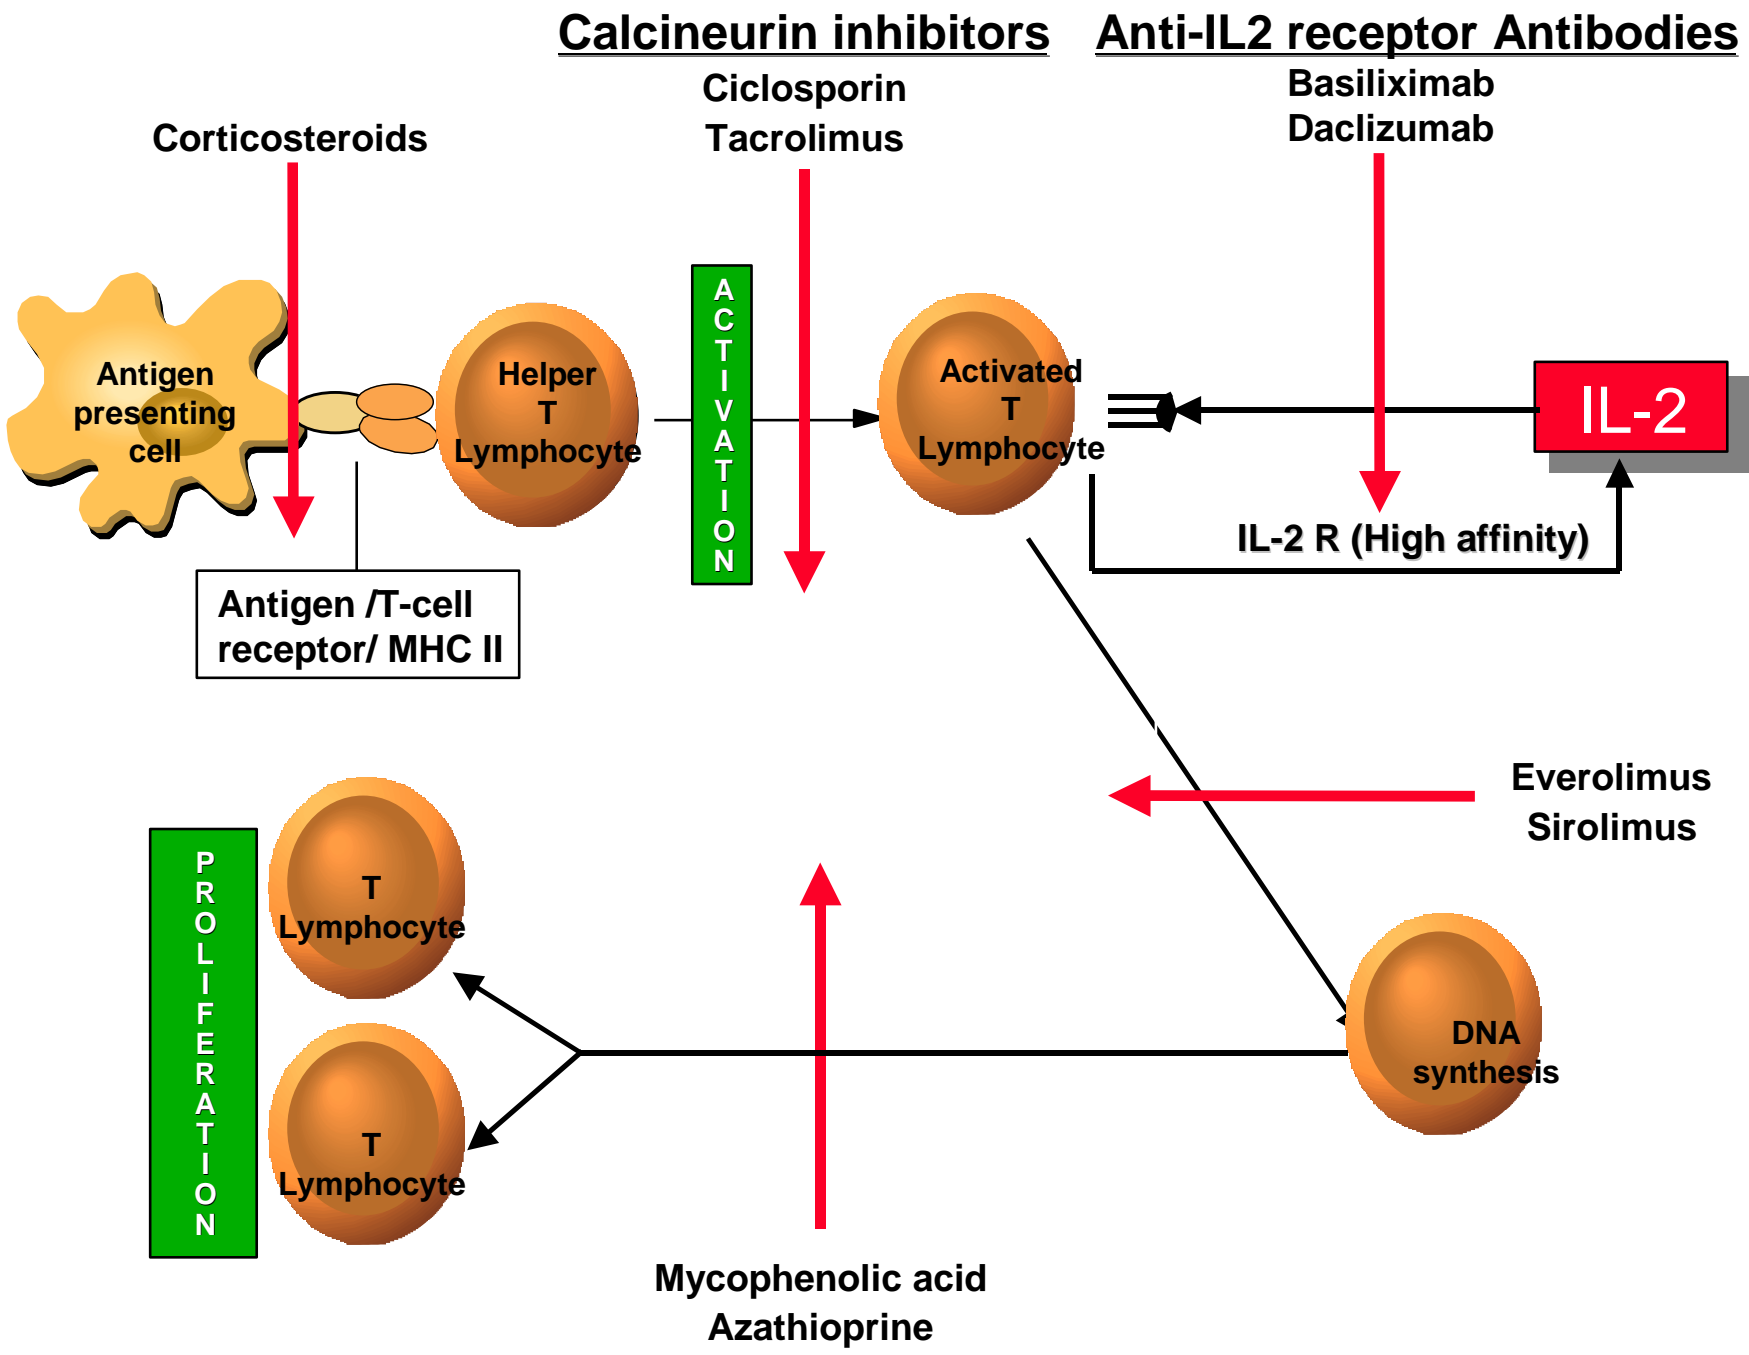 Calcineurin inhibitors
Anti-IL2 receptor Antibodies
Ciclosporin
Tacrolimus
Basiliximab
Daclizumab
Corticosteroids
ACTIVATION
Antigen
presenting
cell
Helper
T
Lymphocyte
Activated
T
Lymphocyte
IL-2
IL-2 R (High affinity)
Antigen /T-cell
receptor/ MHC II
Everolimus
Sirolimus
PROLIFERATION
T
Lymphocyte
DNA
synthesis
T
Lymphocyte
Mycophenolic acid
Azathioprine